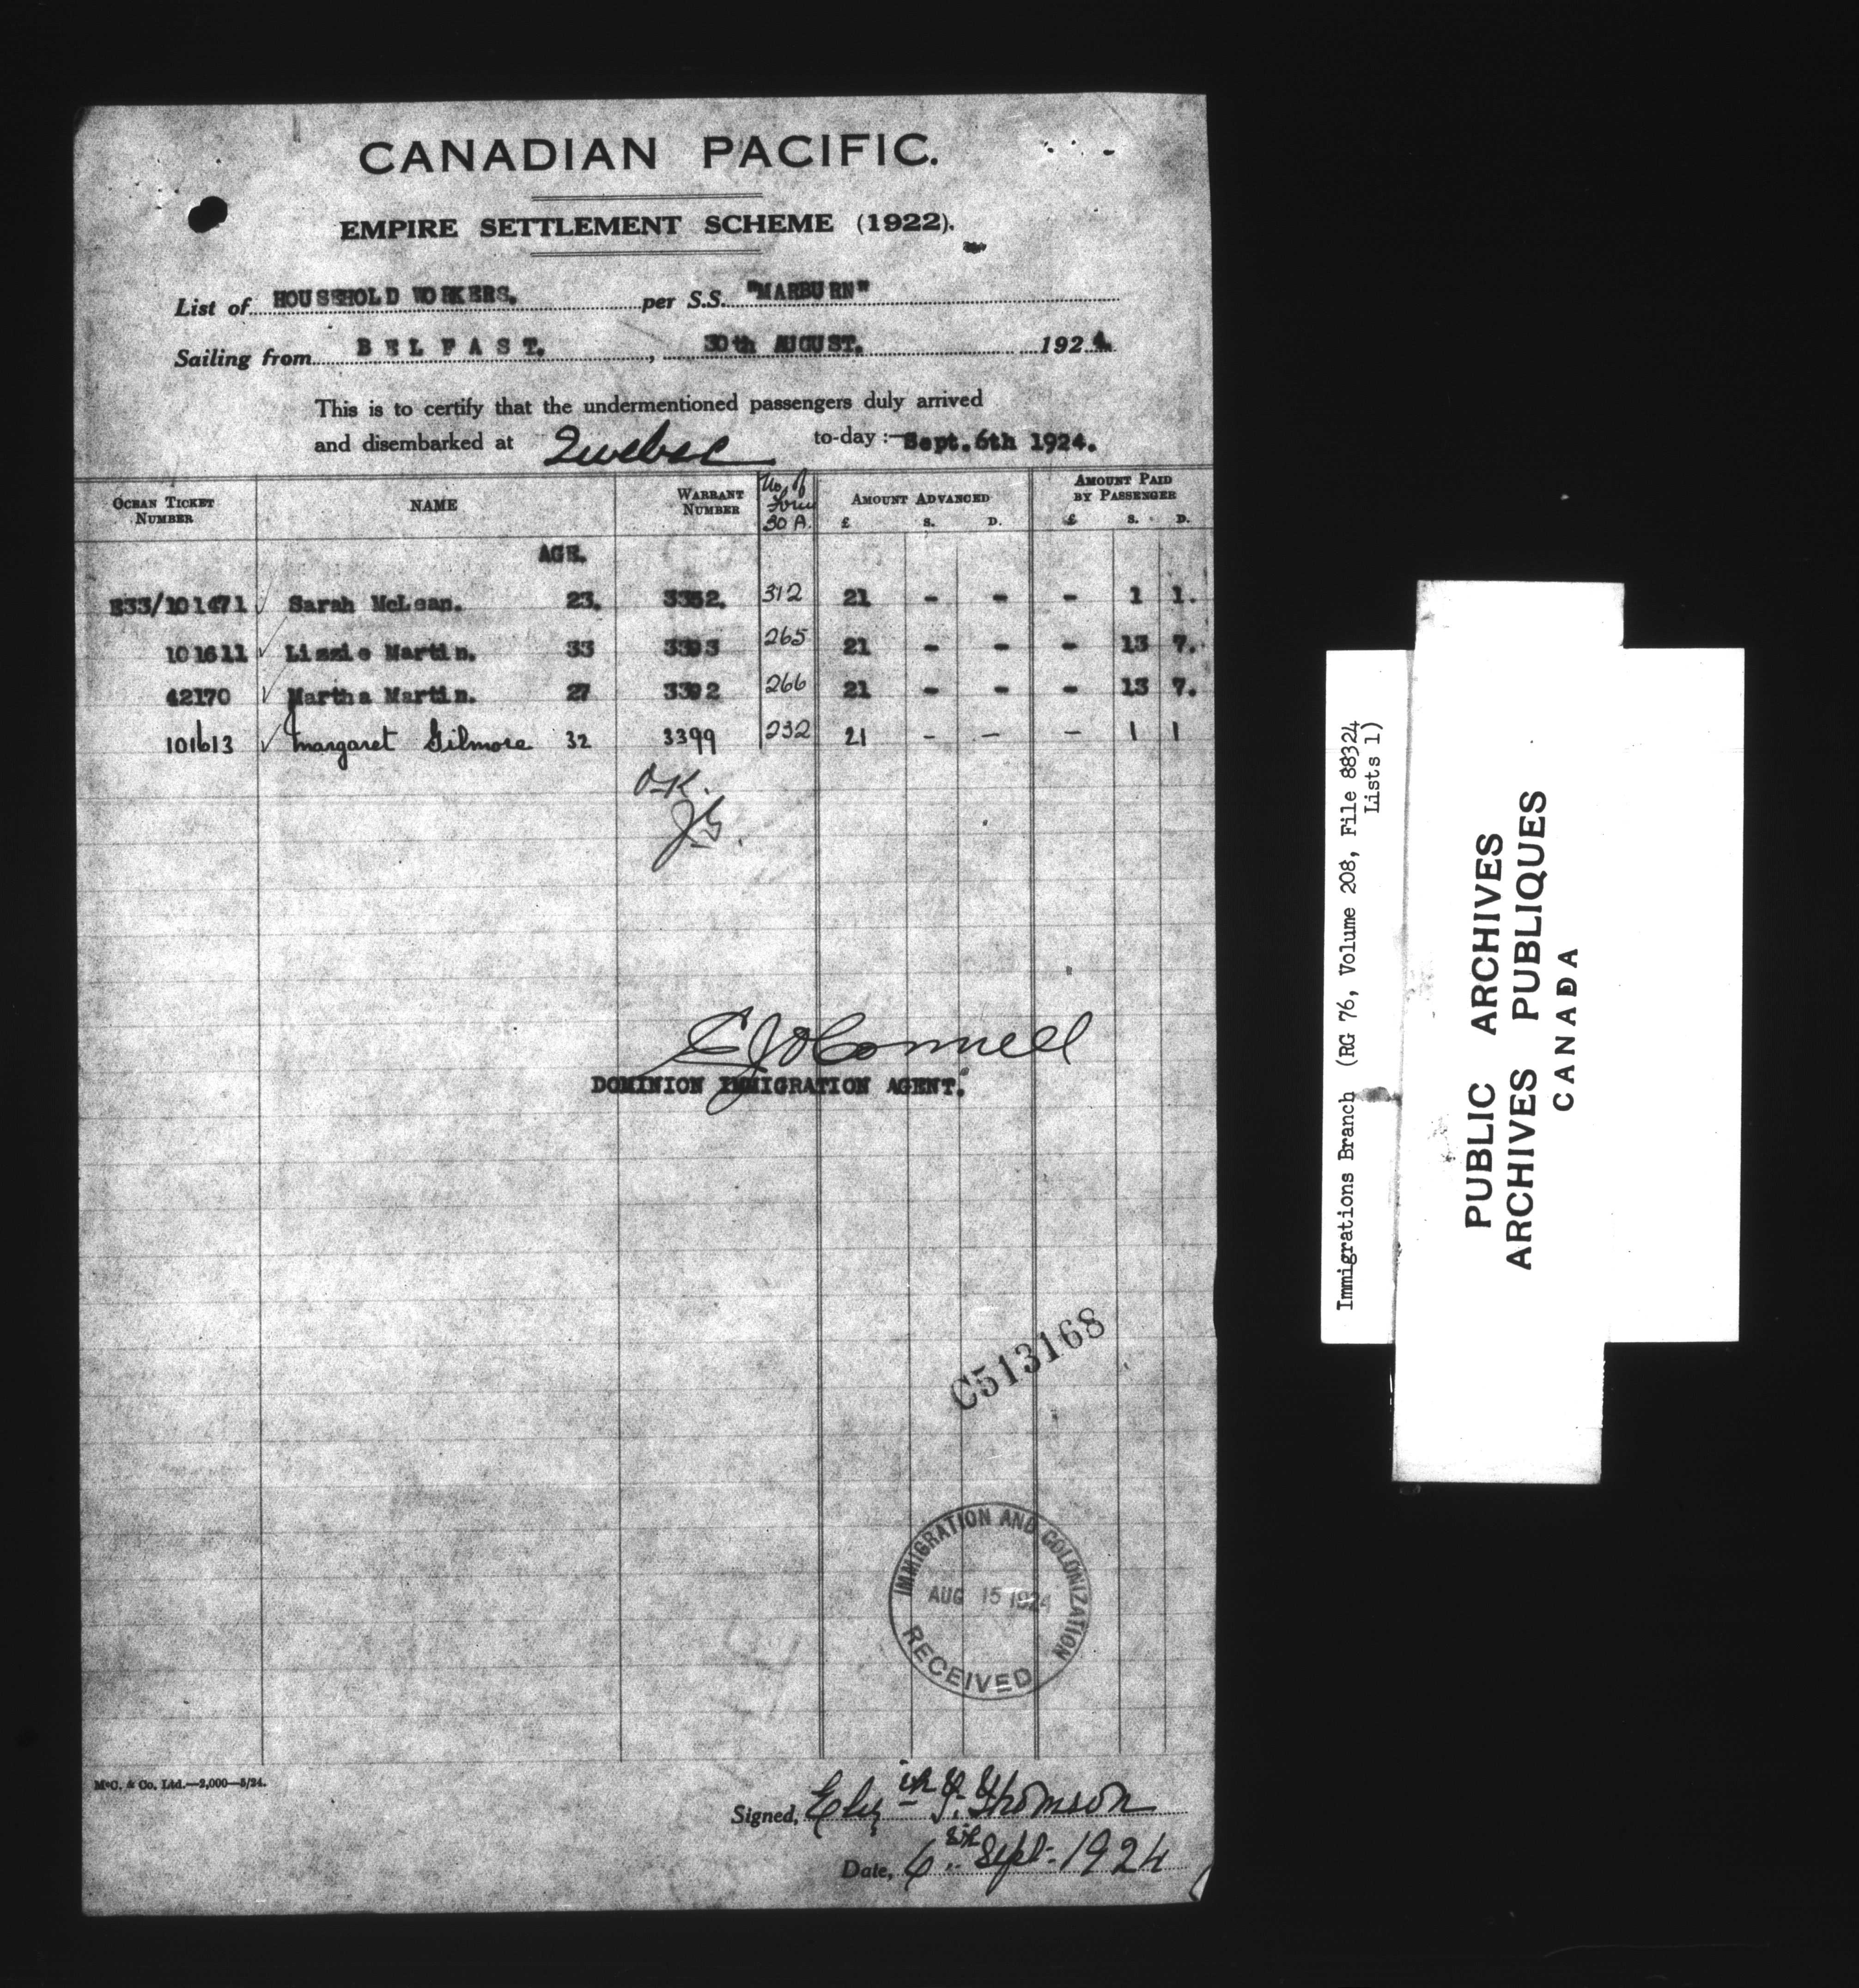 CANADIAN PACIFIC.
EMPIRE SETTLEMENT SCHEME (1922).
List of HOUSEHOLD WORKERS. per S.S. "MARBURN"
Sailing from BELFAST. , 30th AUGUST. 1924.
This is to certify that the undermentioned passengers duly arrived
and disembarked at Quebec to-day :- Sept. 6th 1924.
OCEAN TICKET NUMBER NAME WARRANT NUMBER No. of Form 30 A. AMOUNT ADVANCED £ S. D. AMOUNT PAID BY PASSENGER £ S. D.
AGE.
E33/101471 Sarah McLean. 23. 3352. 312 21 - - - 1 1.
101611 Lizzie Martin. 33 3393 265 21 - - - 13 7.
42170 Martha Martin. 27 3392 266 21 - - - 13 7.
101613 Margaret Gilmore 32 3399 232 21 - - - 1 1
O.K.
DOMINION IMMIGRATION AGENT.
C513168
IMMIGRATION AND COLONIZATION
AUG 15 1924
RECEIVED
McC. & Co. Ltd.—2,000—5/24.
Signed, Elizth Y. Thomson
Date, 6th Sept. 1924
Immigrations Branch (RG 76, Volume 208, File 88324
Lists 1)
PUBLIC ARCHIVES
ARCHIVES PUBLIQUES
CANADA